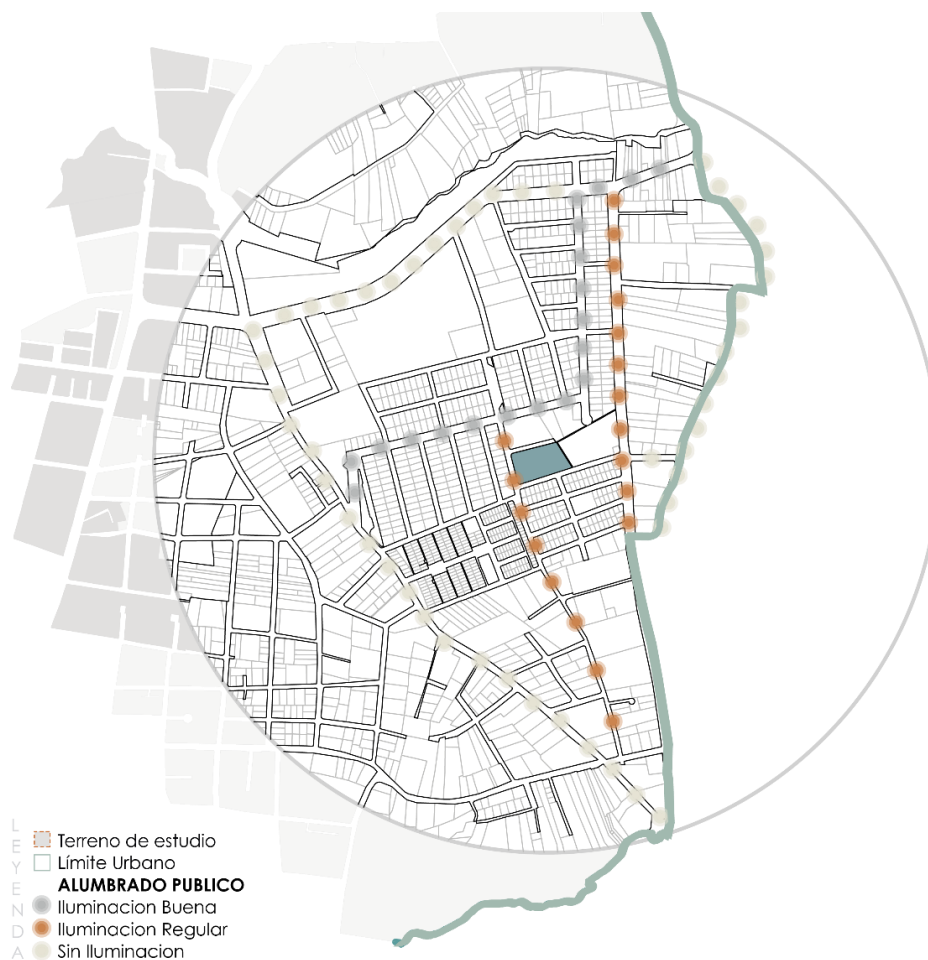 LEYENDA
Terreno de estudio
Límite Urbano
ALUMBRADO PUBLICO
Iluminacion Buena
Iluminacion Regular
Sin Iluminacion